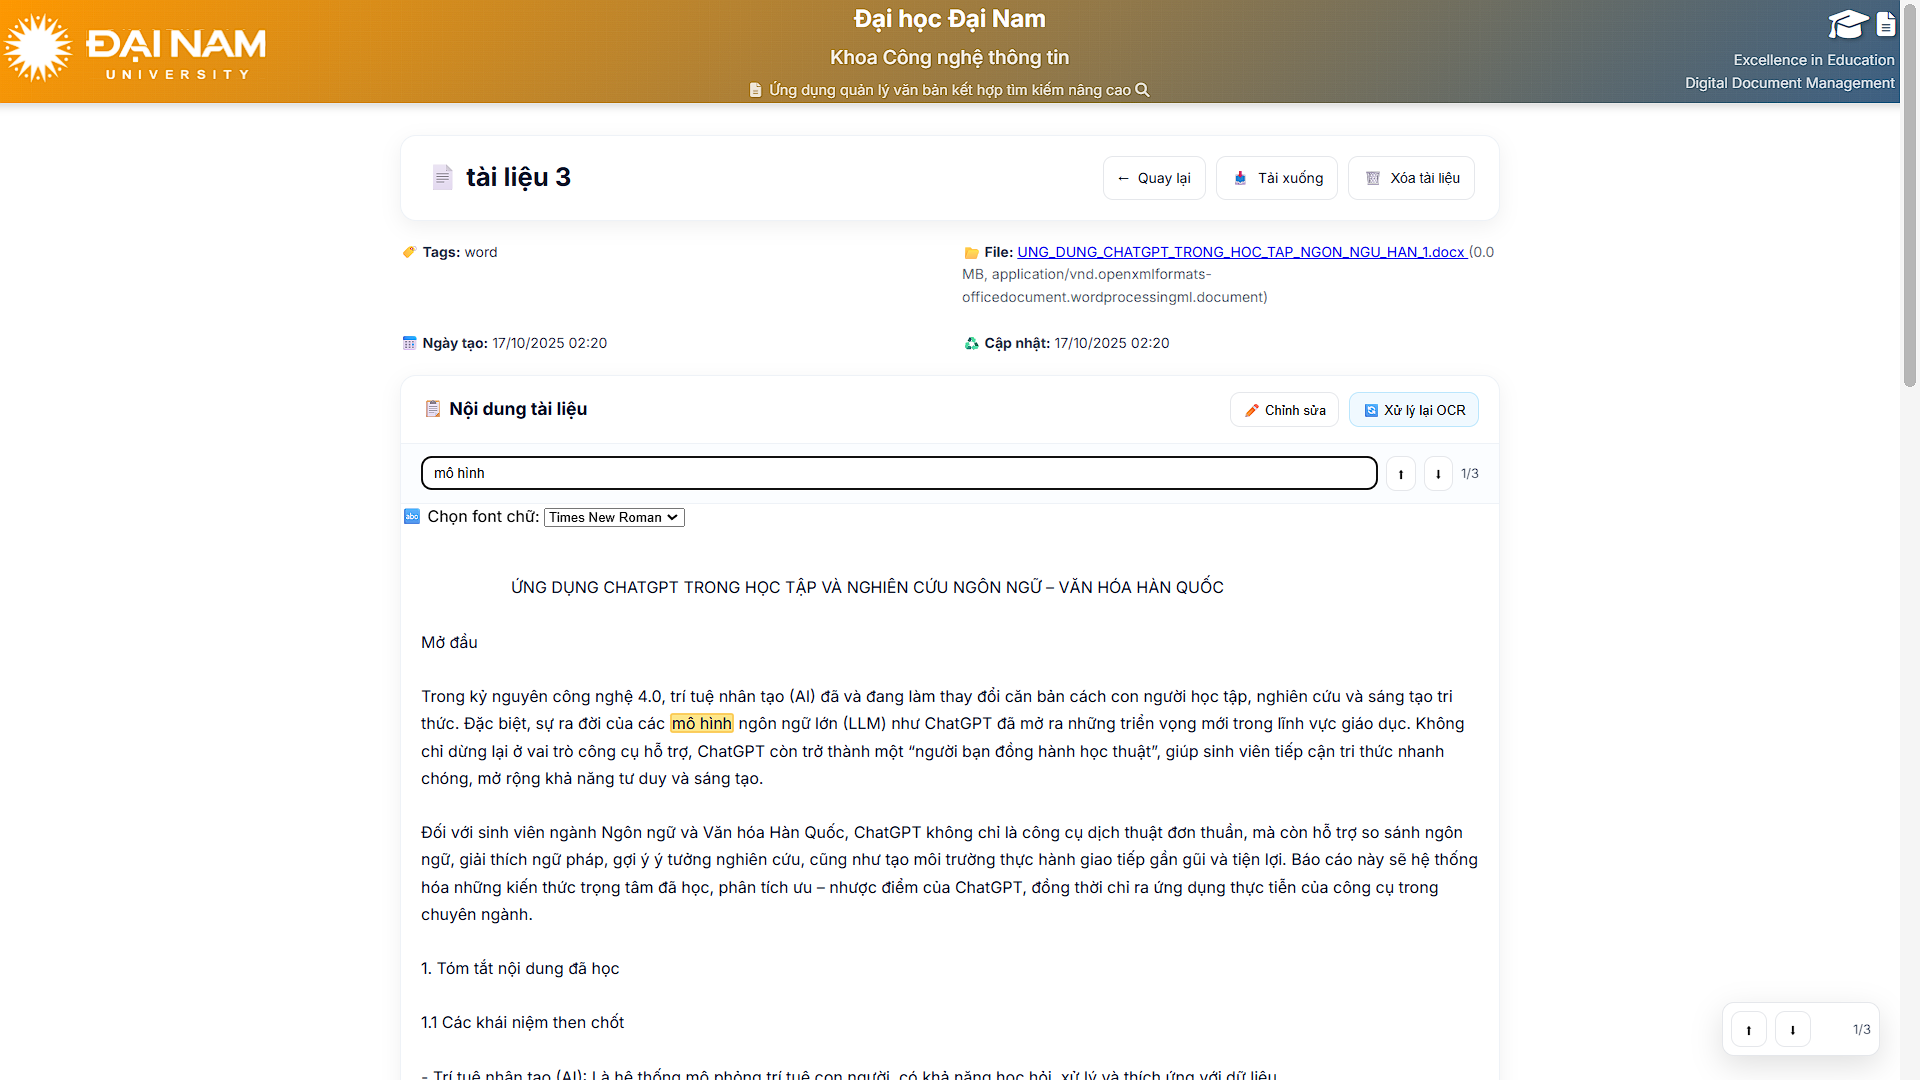 ĐẠI NAM
UNIVERSITY
Đại học Đại Nam
Khoa Công nghệ thông tin
Ứng dụng quản lý văn bản kết hợp tìm kiếm nâng cao
Excellence in Education
Digital Document Management
tài liệu 3
← Quay lại
Tải xuống
Xóa tài liệu
Tags: word
File: UNG_DUNG_CHATGPT_TRONG_HOC_TAP_NGON_NGU_HAN_1.docx (0.0
MB, application/vnd.openxmlformats-
officedocument.wordprocessingml.document)
Ngày tạo: 17/10/2025 02:20
Cập nhật: 17/10/2025 02:20
Nội dung tài liệu
Chỉnh sửa
Xử lý lại OCR
mô hình
↑ ↓ 1/3
abc Chọn font chữ: Times New Roman
ỨNG DỤNG CHATGPT TRONG HỌC TẬP VÀ NGHIÊN CỨU NGÔN NGỮ – VĂN HÓA HÀN QUỐC
Mở đầu
Trong kỷ nguyên công nghệ 4.0, trí tuệ nhân tạo (AI) đã và đang làm thay đổi căn bản cách con người học tập, nghiên cứu và sáng tạo tri
thức. Đặc biệt, sự ra đời của các mô hình ngôn ngữ lớn (LLM) như ChatGPT đã mở ra những triển vọng mới trong lĩnh vực giáo dục. Không
chỉ dừng lại ở vai trò công cụ hỗ trợ, ChatGPT còn trở thành một “người bạn đồng hành học thuật”, giúp sinh viên tiếp cận tri thức nhanh
chóng, mở rộng khả năng tư duy và sáng tạo.
Đối với sinh viên ngành Ngôn ngữ và Văn hóa Hàn Quốc, ChatGPT không chỉ là công cụ dịch thuật đơn thuần, mà còn hỗ trợ so sánh ngôn
ngữ, giải thích ngữ pháp, gợi ý ý tưởng nghiên cứu, cũng như tạo môi trường thực hành giao tiếp gần gũi và tiện lợi. Báo cáo này sẽ hệ thống
hóa những kiến thức trọng tâm đã học, phân tích ưu – nhược điểm của ChatGPT, đồng thời chỉ ra ứng dụng thực tiễn của công cụ trong
chuyên ngành.
1. Tóm tắt nội dung đã học
1.1 Các khái niệm then chốt
- Trí tuệ nhân tạo (AI): Là hệ thống mô phỏng trí tuệ con người, có khả năng học hỏi, xử lý và thích ứng với dữ liệu.
↑ ↓ 1/3